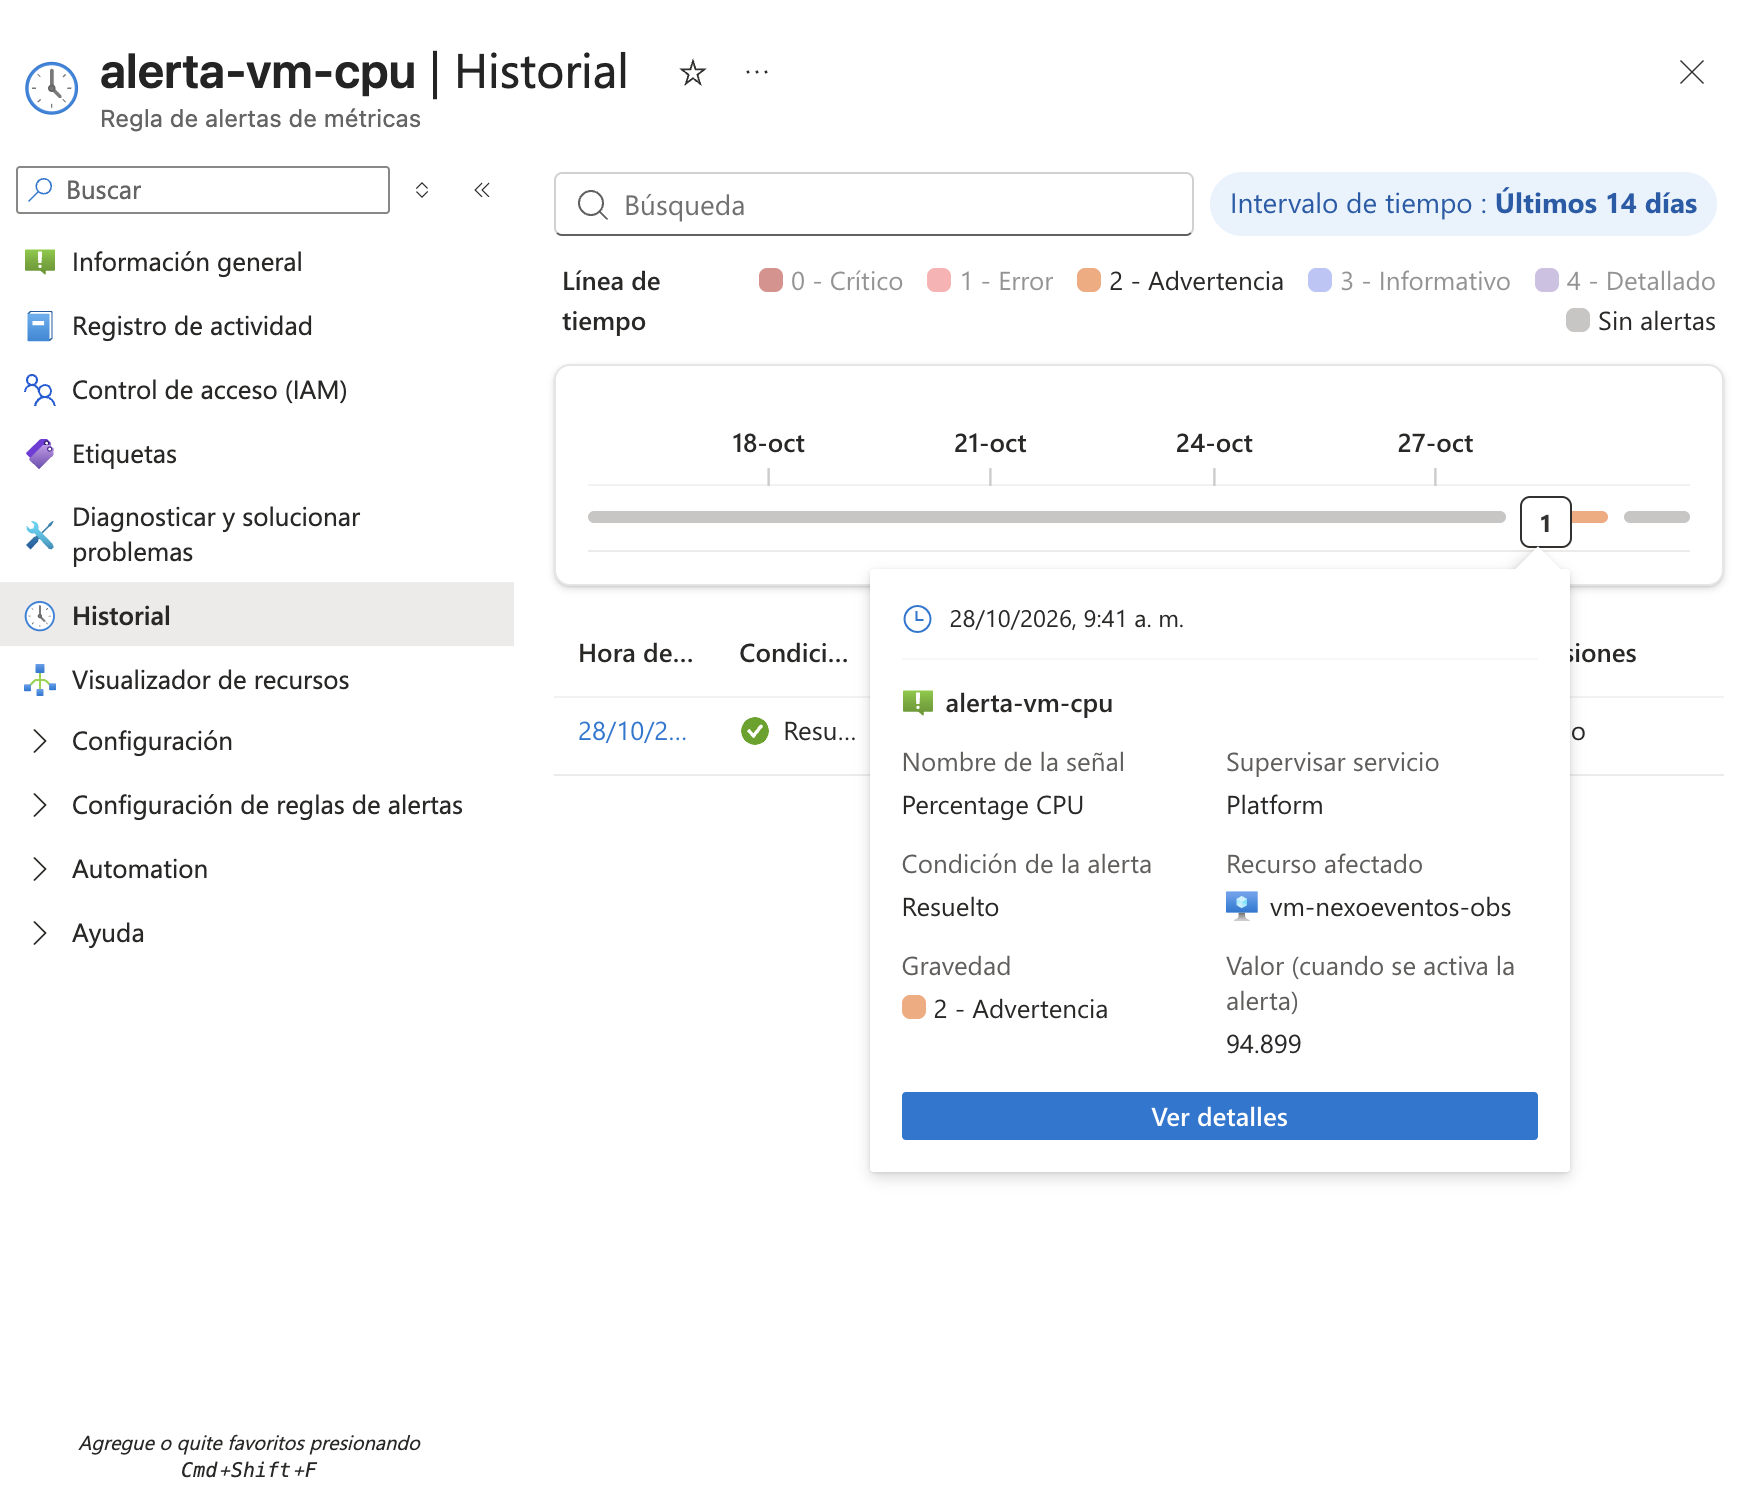 alerta-vm-cpu | Historial
Regla de alertas de métricas
Buscar
Información general
Registro de actividad
Control de acceso (IAM)
Etiquetas
Diagnosticar y solucionar
problemas
Historial
Visualizador de recursos
Configuración
Configuración de reglas de alertas
Automation
Ayuda
Agregue o quite favoritos presionando
Cmd+Shift+F
Búsqueda
Intervalo de tiempo : Últimos 14 días
Línea de
tiempo
0 - Crítico
1 - Error
2 - Advertencia
3 - Informativo
4 - Detallado
Sin alertas
18-oct
21-oct
24-oct
27-oct
1
Hora de...
Condici...
siones
28/10/2...
Resu...
o
28/10/2026, 9:41 a. m.
alerta-vm-cpu
Nombre de la señal
Percentage CPU
Supervisar servicio
Platform
Condición de la alerta
Resuelto
Recurso afectado
vm-nexoeventos-obs
Gravedad
2 - Advertencia
Valor (cuando se activa la
alerta)
94.899
Ver detalles